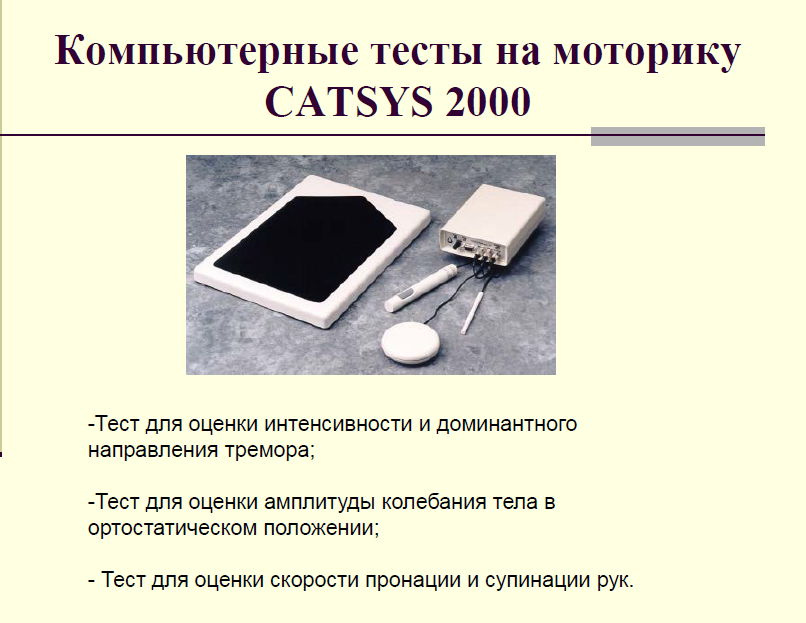 Компьютерные тесты на моторику
CATSYS 2000
-Тест для оценки интенсивности и доминантного
направления тремора;
-Тест для оценки амплитуды колебания тела в
ортостатическом положении;
- Тест для оценки скорости пронации и супинации рук.